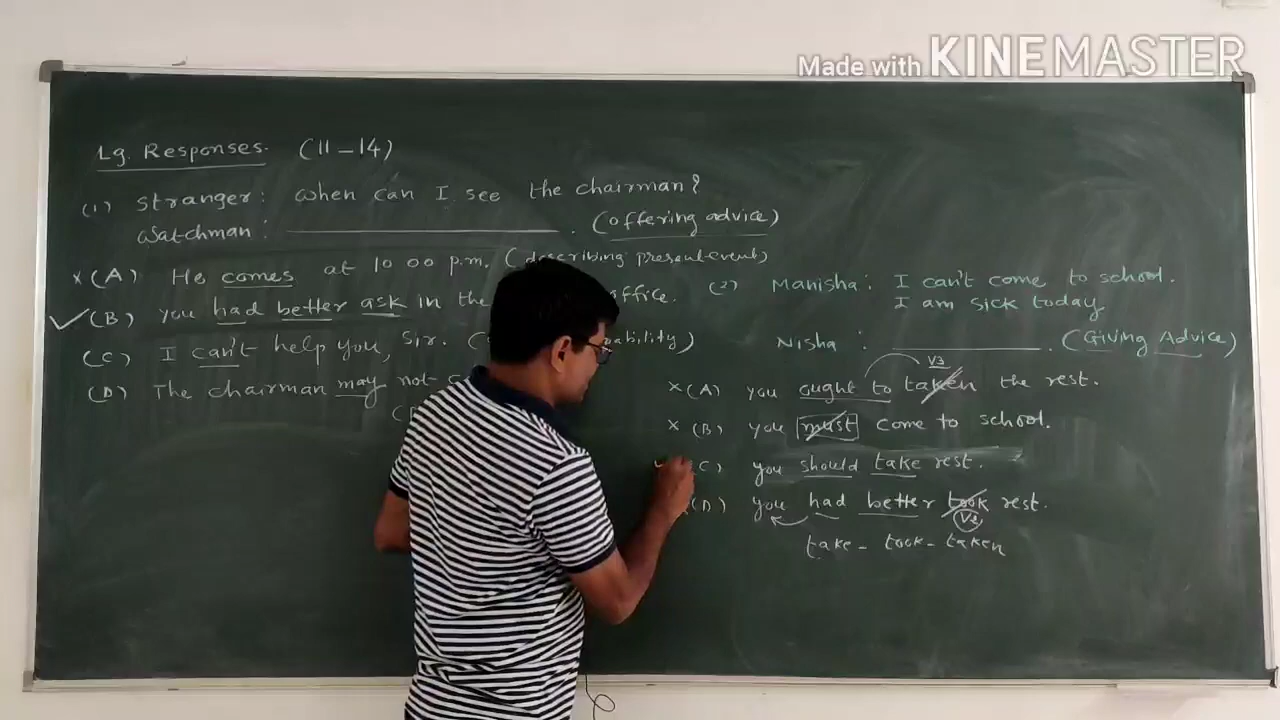 Made with KINEMASTER
Lg. Responses. (11-14)
(1) Stranger: When can I see the chairman?
Watchman: ____________. (offering advice)
x (A) He comes at 10 00 p.m. (describing present event)
✓ (B) you had better ask in the office.
(C) I can't help you, Sir.
(D) The chairman may not
(2) Manisha: I can't come to school.
I am sick today
Nisha: ________. (Giving Advice)
V3
x (A) you ought to taken the rest.
x (B) you must come to school.
(C) you should take rest.
(D) you had better took rest.
V2
take - took - taken